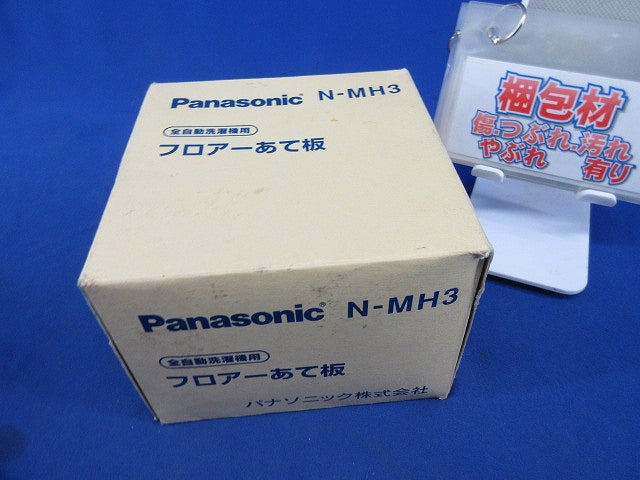 Panasonic® N-MH3
全自動洗濯機用
フロアーあて板
Panasonic® N-MH3
全自動洗濯機用
フロアーあて板
パナソニック株式会社
梱包材
傷、つぶれ、汚れ
やぶれ 有り